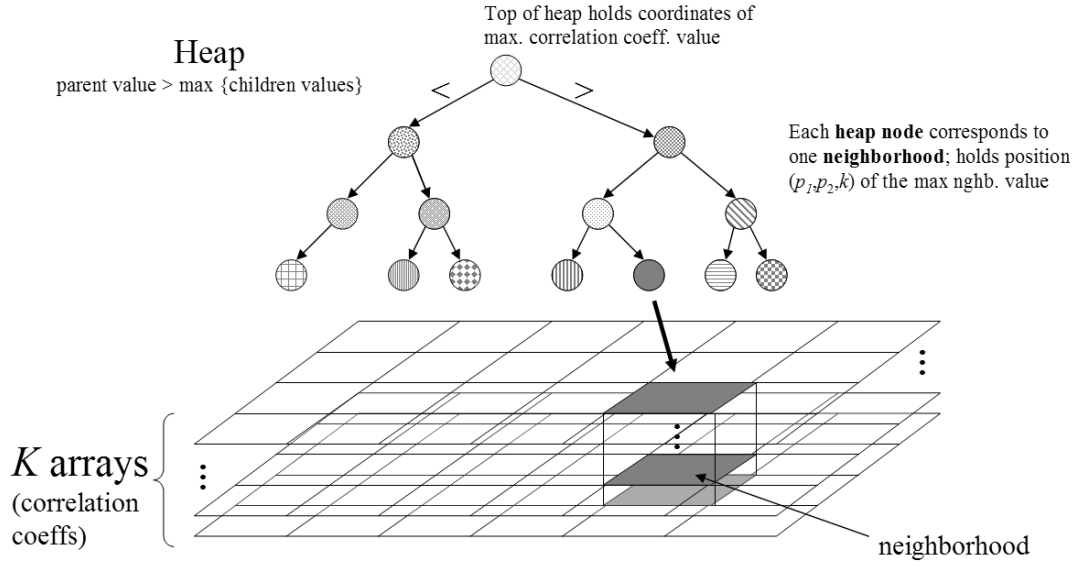 Top of heap holds coordinates of
max. correlation coeff. value
Heap
parent value > max {children values}
< >
Each heap node corresponds to
one neighborhood; holds position
(p1,p2,k) of the max nghb. value
K arrays
(correlation
coeffs)
neighborhood